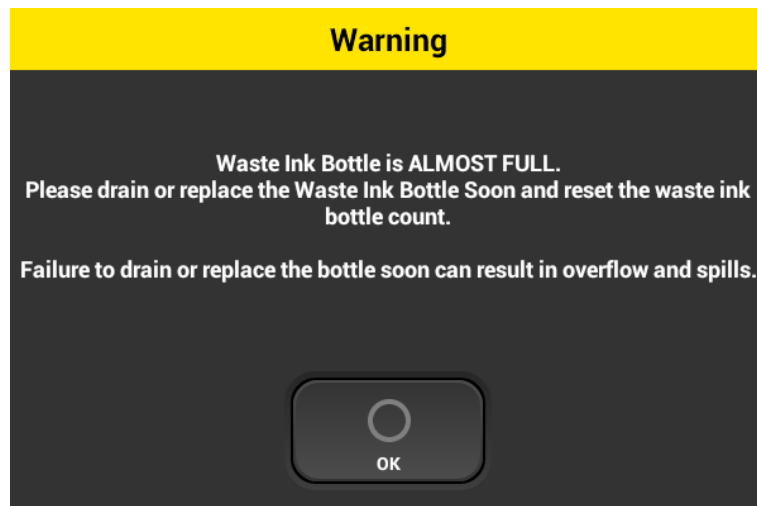 Warning
Waste Ink Bottle is ALMOST FULL.
Please drain or replace the Waste Ink Bottle Soon and reset the waste ink
bottle count.
Failure to drain or replace the bottle soon can result in overflow and spills.
OK